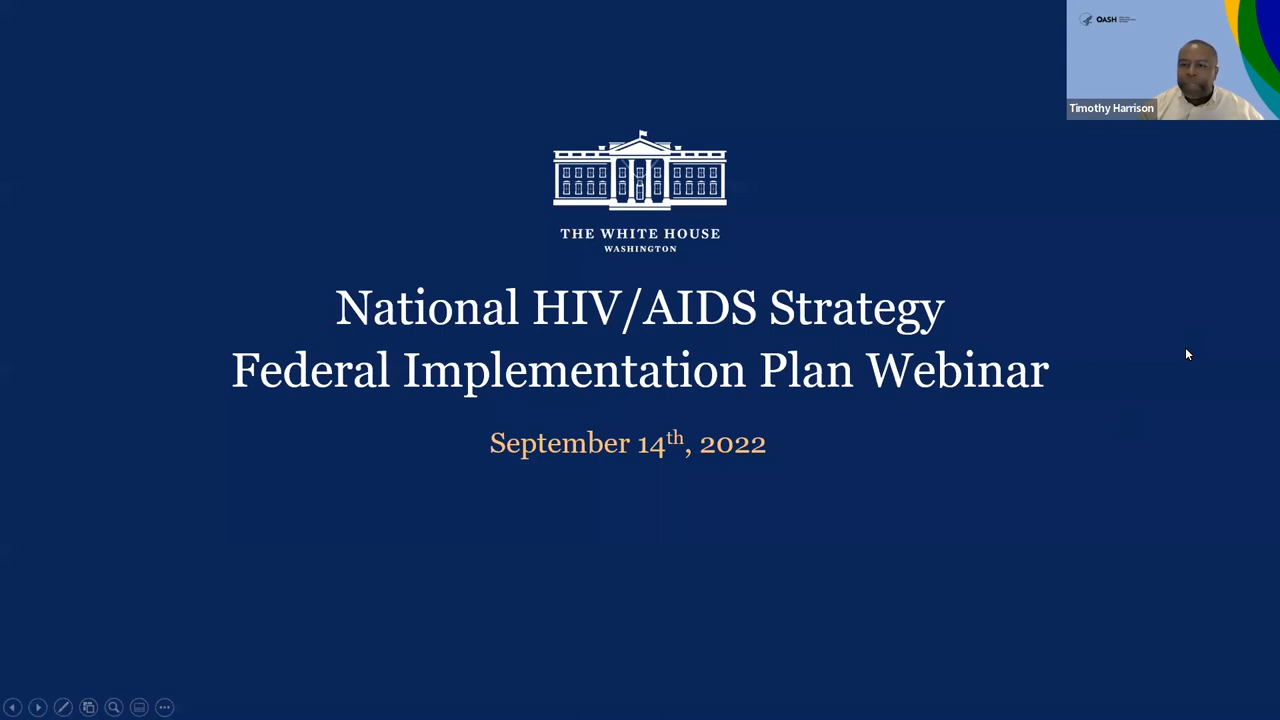 OASH
Timothy Harrison
THE WHITE HOUSE
WASHINGTON
National HIV/AIDS Strategy
Federal Implementation Plan Webinar
September 14th, 2022